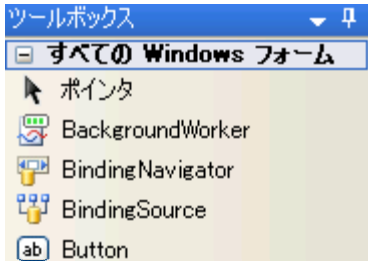 ツールボックス
すべての Windows フォーム
ポインタ
BackgroundWorker
BindingNavigator
BindingSource
ab Button